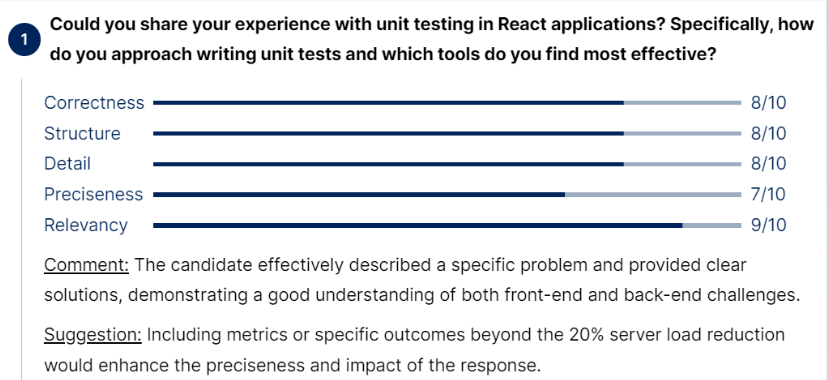 1
Could you share your experience with unit testing in React applications? Specifically, how
do you approach writing unit tests and which tools do you find most effective?
Correctness 8/10
Structure 8/10
Detail 8/10
Preciseness 7/10
Relevancy 9/10
Comment: The candidate effectively described a specific problem and provided clear
solutions, demonstrating a good understanding of both front-end and back-end challenges.
Suggestion: Including metrics or specific outcomes beyond the 20% server load reduction
would enhance the preciseness and impact of the response.